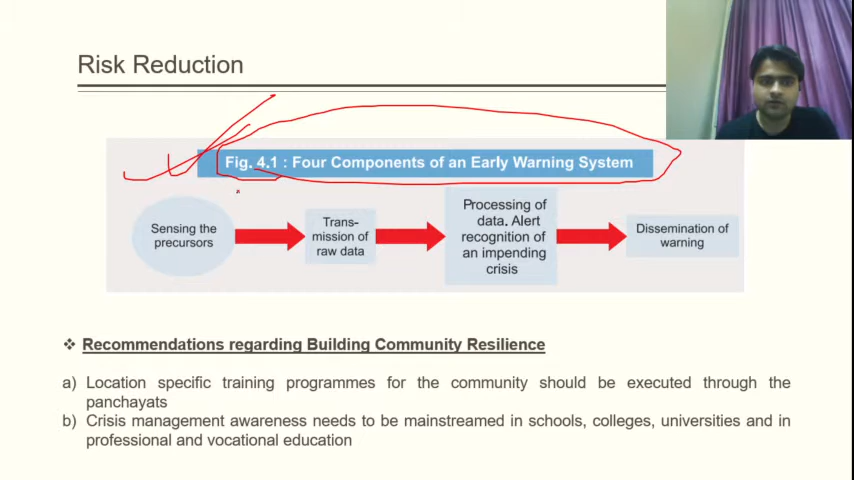 Risk Reduction
Fig. 4.1 : Four Components of an Early Warning System
Sensing the
precursors
Trans-
mission of
raw data
Processing of
data. Alert
recognition of
an impending
crisis
Dissemination of
warning
❖ Recommendations regarding Building Community Resilience
a) Location specific training programmes for the community should be executed through the
panchayats
b) Crisis management awareness needs to be mainstreamed in schools, colleges, universities and in
professional and vocational education